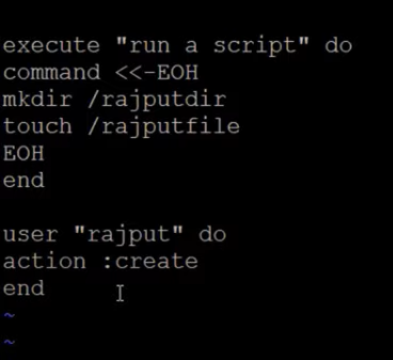 execute "run a script" do
command <<-EOH
mkdir /rajputdir
touch /rajputfile
EOH
end
user "rajput" do
action :create
end
~
~